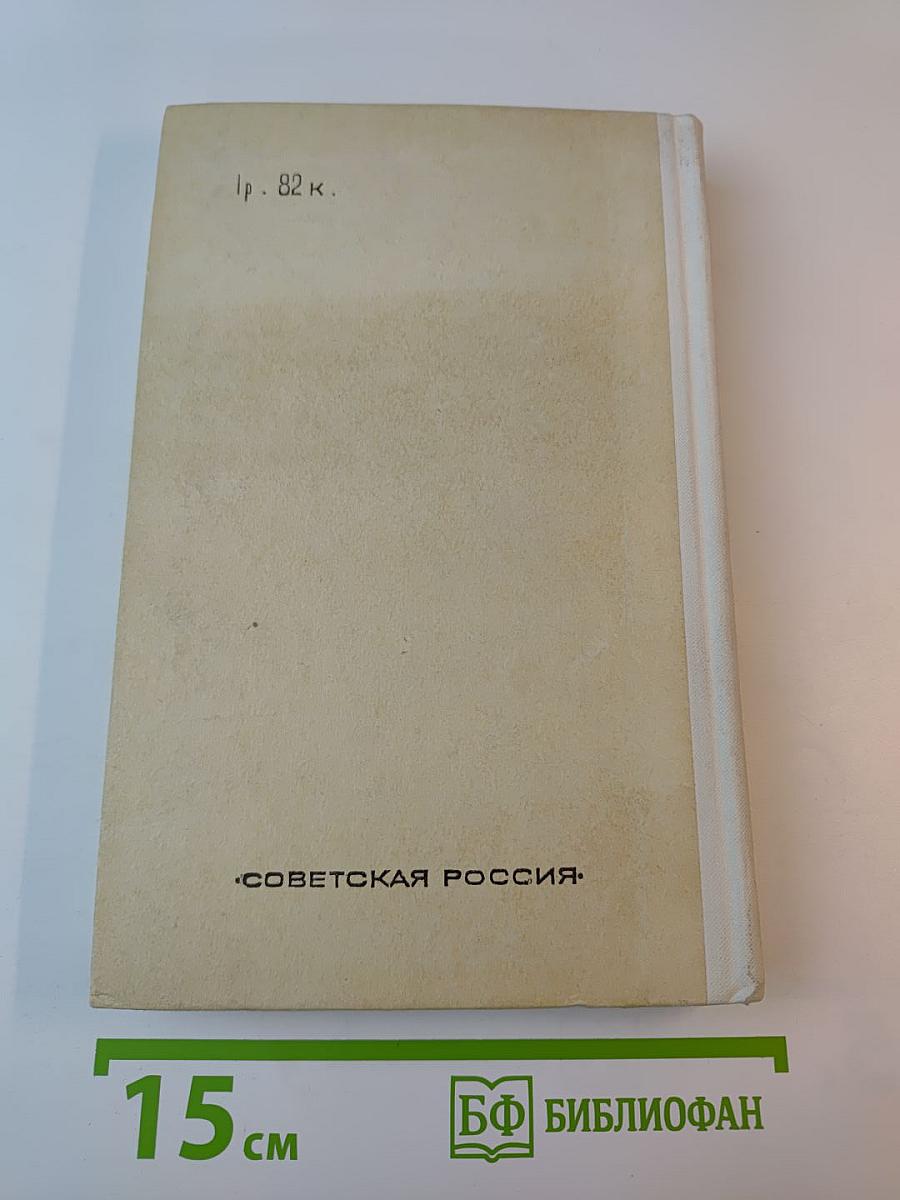 1р. 82к.
«СОВЕТСКАЯ РОССИЯ»
15 см
БФ БИБЛИОФАН